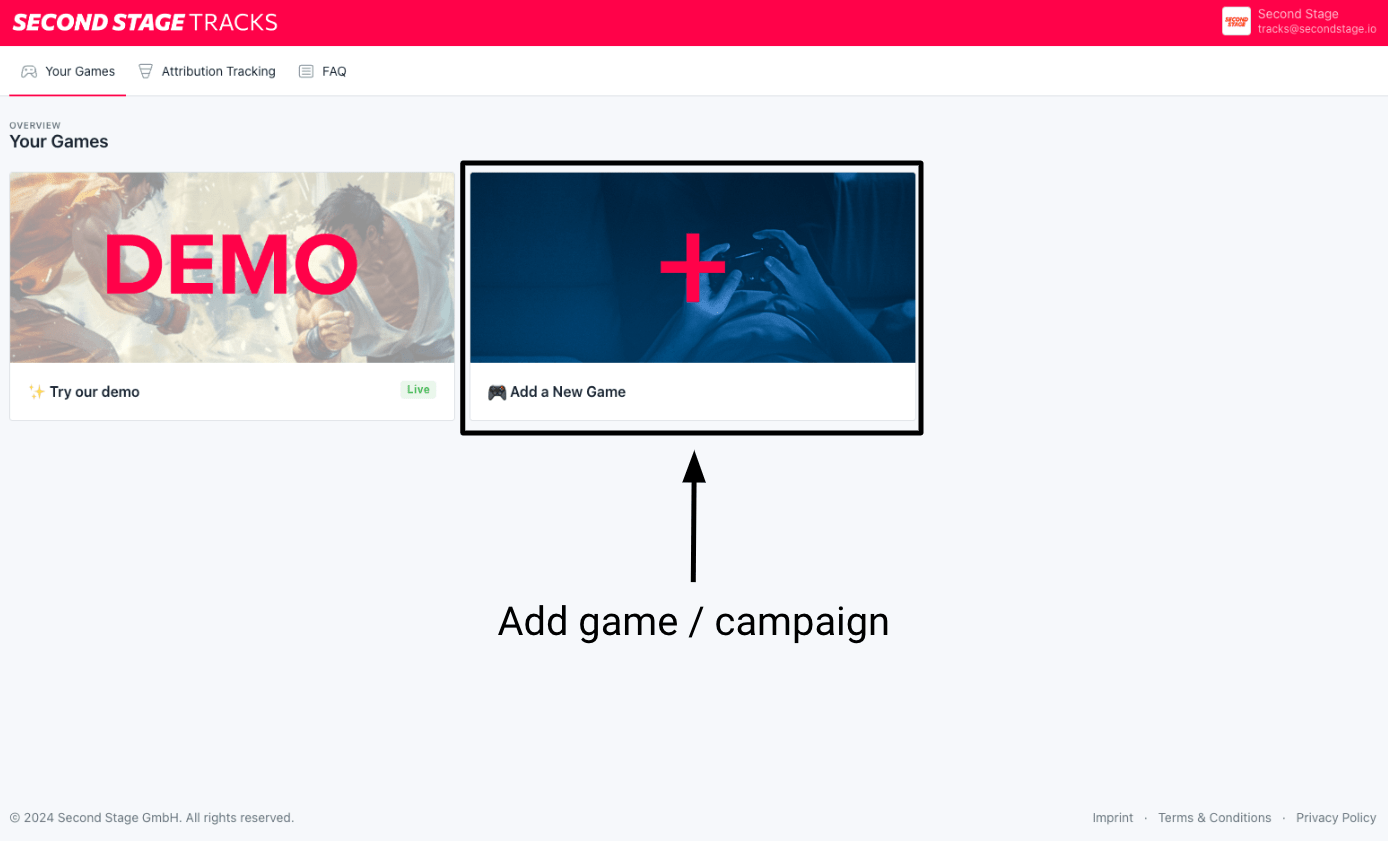 SECOND STAGE TRACKS
SECOND STAGE
Second Stage
tracks@secondstage.io
Your Games
Attribution Tracking
FAQ
OVERVIEW
Your Games
DEMO
+
✨ Try our demo
Live
🎮 Add a New Game
Add game / campaign
© 2024 Second Stage GmbH. All rights reserved.
Imprint · Terms & Conditions · Privacy Policy